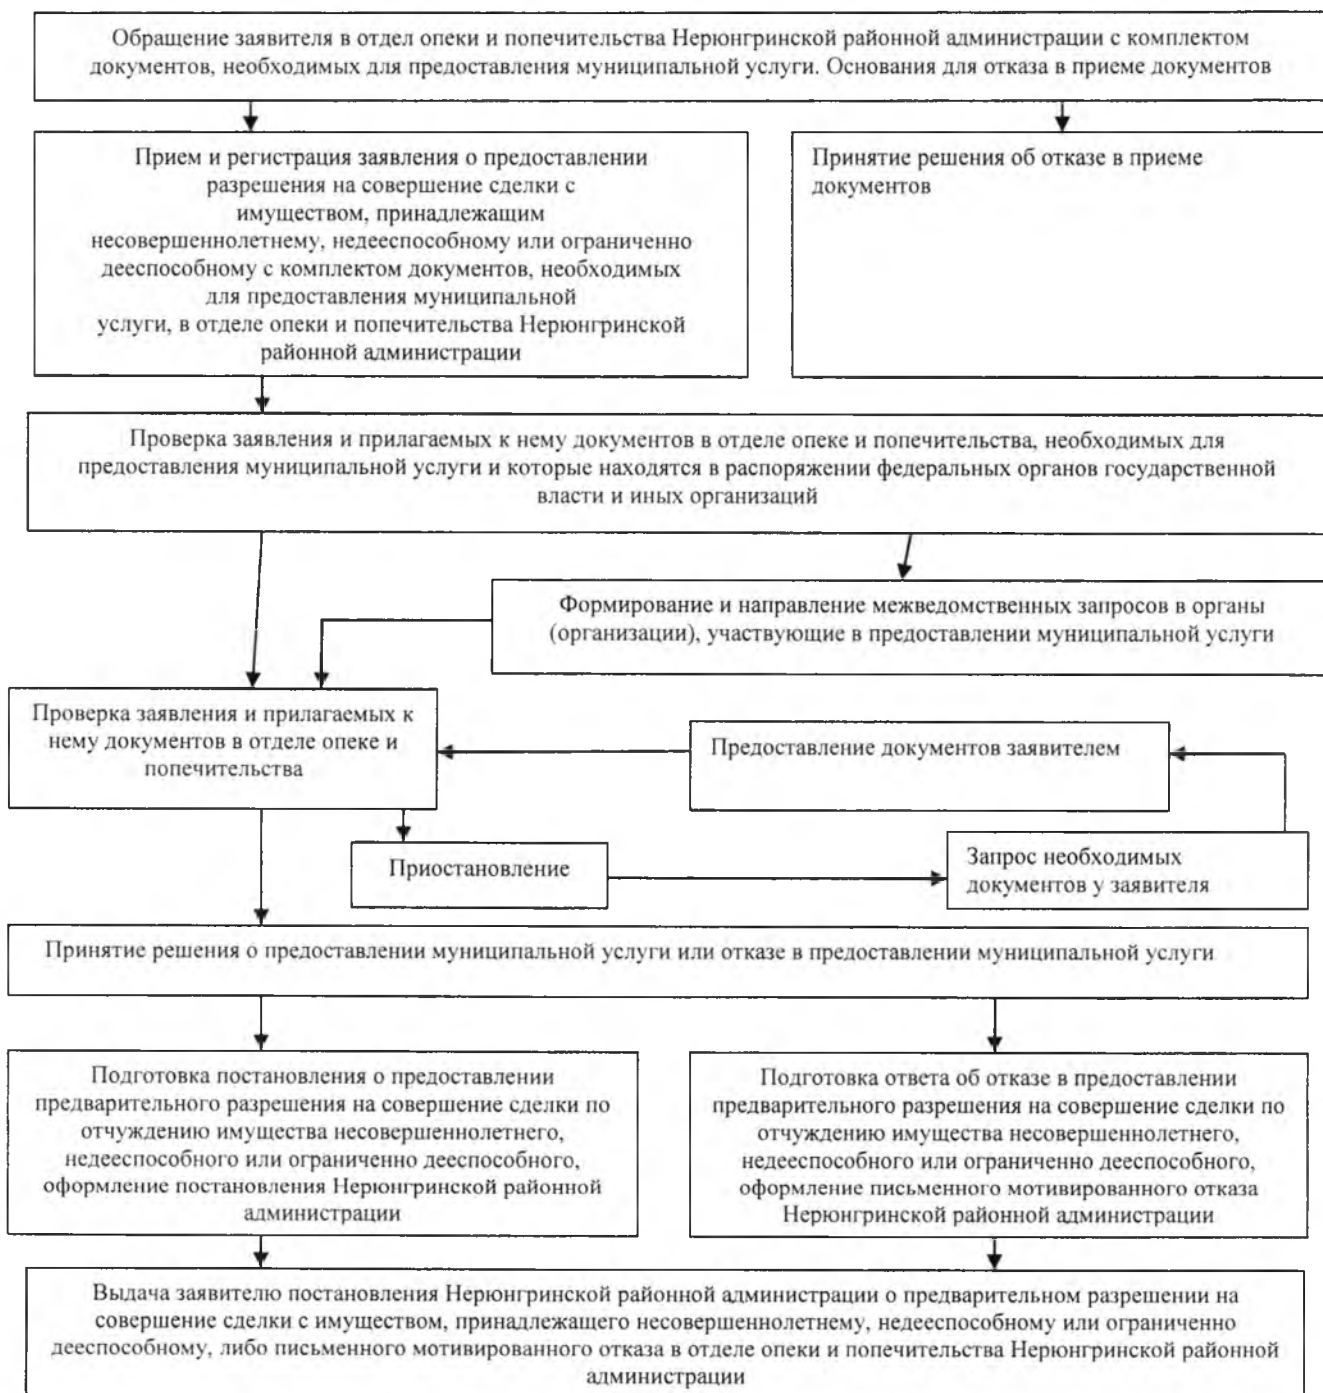 Обращение заявителя в отдел опеки и попечительства Нерюнгринской районной администрации с комплектом
документов, необходимых для предоставления муниципальной услуги. Основания для отказа в приеме документов
Прием и регистрация заявления о предоставлении
разрешения на совершение сделки с
имуществом, принадлежащим
несовершеннолетнему, недееспособному или ограниченно
дееспособному с комплектом документов, необходимых
для предоставления муниципальной
услуги, в отделе опеки и попечительства Нерюнгринской
районной администрации
Принятие решения об отказе в приеме
документов
Проверка заявления и прилагаемых к нему документов в отделе опеке и попечительства, необходимых для
предоставления муниципальной услуги и которые находятся в распоряжении федеральных органов государственной
власти и иных организаций
Формирование и направление межведомственных запросов в органы
(организации), участвующие в предоставлении муниципальной услуги
Проверка заявления и прилагаемых к
нему документов в отделе опеке и
попечительства
Предоставление документов заявителем
Приостановление
Запрос необходимых
документов у заявителя
Принятие решения о предоставлении муниципальной услуги или отказе в предоставлении муниципальной услуги
Подготовка постановления о предоставлении
предварительного разрешения на совершение сделки по
отчуждению имущества несовершеннолетнего,
недееспособного или ограниченно дееспособного,
оформление постановления Нерюнгринской районной
администрации
Подготовка ответа об отказе в предоставлении
предварительного разрешения на совершение сделки по
отчуждению имущества несовершеннолетнего,
недееспособного или ограниченно дееспособного,
оформление письменного мотивированного отказа
Нерюнгринской районной администрации
Выдача заявителю постановления Нерюнгринской районной администрации о предварительном разрешении на
совершение сделки с имуществом, принадлежащего несовершеннолетнему, недееспособному или ограниченно
дееспособному, либо письменного мотивированного отказа в отделе опеки и попечительства Нерюнгринской районной
администрации